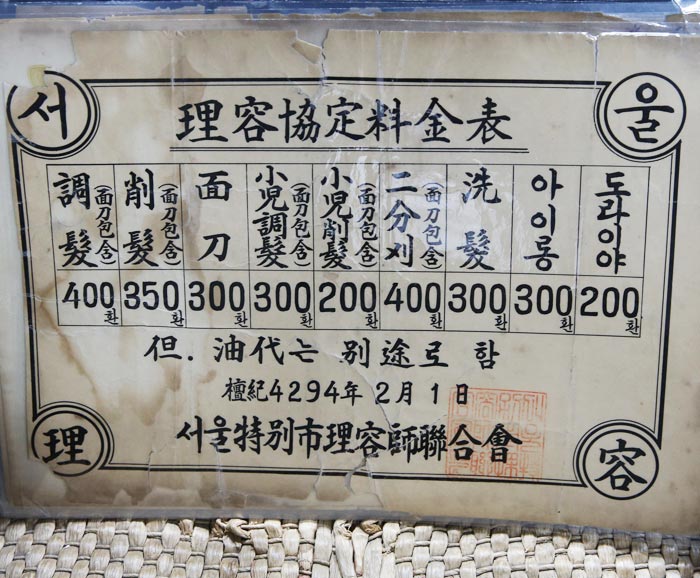 서 울
理容協定料金表
調髮(面刀包含)
削髮(面刀包含)
面刀
小児調髮(面刀包含)
小児削髮(面刀包含)
二分刈(面刀包含)
洗髮
아이롱
도라이야
400환 350환 300환 300환 200환 400환 300환 300환 200환
但. 油代는 別途로 함
檀紀4294年 2月 1日
서울特別市理容師聯合會
理 容